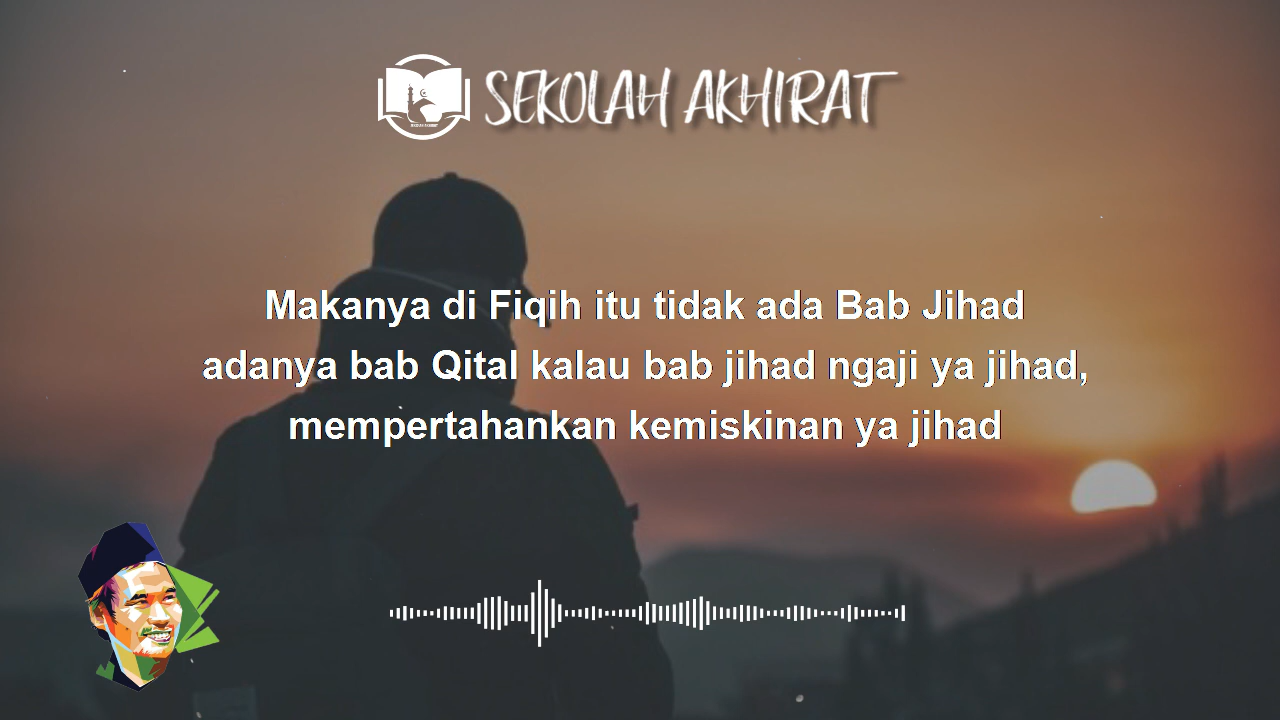 SEKOLAH AKHIRAT
Makanya di Fiqih itu tidak ada Bab Jihad
adanya bab Qital kalau bab jihad ngaji ya jihad,
mempertahankan kemiskinan ya jihad